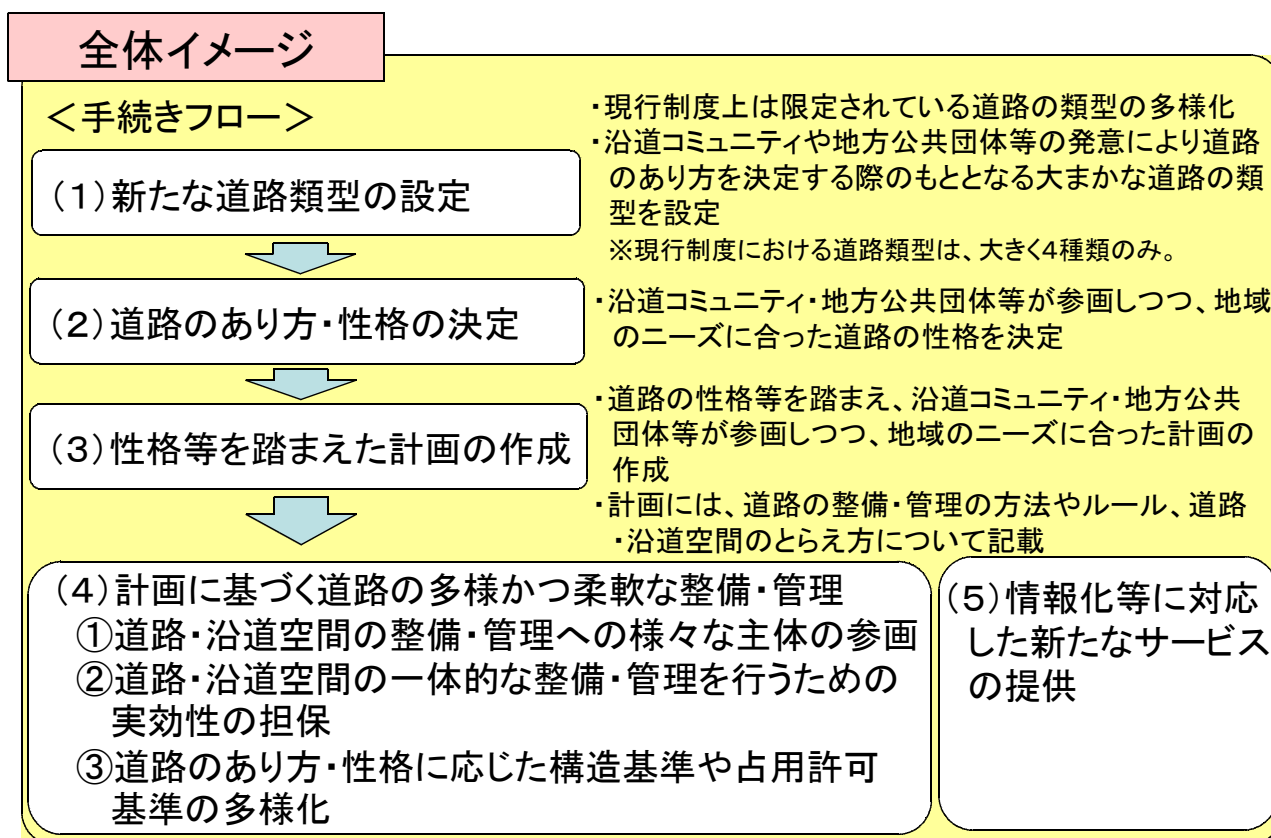 全体イメージ
＜手続きフロー＞
（１）新たな道路類型の設定
・現行制度上は限定されている道路の類型の多様化
・沿道コミュニティや地方公共団体等の発意により道路
のあり方を決定する際のもととなる大まかな道路の類
型を設定
※現行制度における道路類型は、大きく４種類のみ。
（２）道路のあり方・性格の決定
・沿道コミュニティ・地方公共団体等が参画しつつ、地域
のニーズに合った道路の性格を決定
（３）性格等を踏まえた計画の作成
・道路の性格等を踏まえ、沿道コミュニティ・地方公共
団体等が参画しつつ、地域のニーズに合った計画の
作成
・計画には、道路の整備・管理の方法やルール、道路
・沿道空間のとらえ方について記載
（４）計画に基づく道路の多様かつ柔軟な整備・管理
①道路・沿道空間の整備・管理への様々な主体の参画
②道路・沿道空間の一体的な整備・管理を行うための
実効性の担保
③道路のあり方・性格に応じた構造基準や占用許可
基準の多様化
（５）情報化等に対応
した新たなサービス
の提供